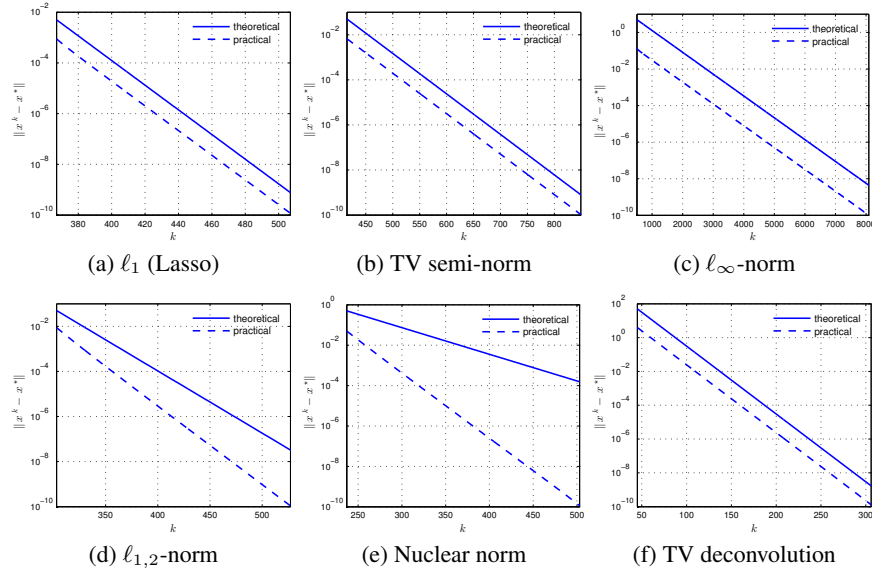 10^{-2}
10^{-4}
10^{-6}
10^{-8}
10^{-10}
‖x^k − x*‖
theoretical
practical
380 400 420 440 460 480 500
k
(a) ℓ₁ (Lasso)
10^{-2}
10^{-4}
10^{-6}
10^{-8}
10^{-10}
‖x^k − x*‖
theoretical
practical
450 500 550 600 650 700 750 800
k
(b) TV semi-norm
10^{0}
10^{-2}
10^{-4}
10^{-6}
10^{-8}
10^{-10}
‖x^k − x*‖
theoretical
practical
1000 2000 3000 4000 5000 6000 7000 8000
k
(c) ℓ∞-norm
10^{-2}
10^{-4}
10^{-6}
10^{-8}
10^{-10}
‖x^k − x*‖
theoretical
practical
350 400 450 500
k
(d) ℓ₁,₂-norm
10^{0}
10^{-2}
10^{-4}
10^{-6}
10^{-8}
10^{-10}
‖x^k − x*‖
theoretical
practical
250 300 350 400 450 500
k
(e) Nuclear norm
10^{2}
10^{0}
10^{-2}
10^{-4}
10^{-6}
10^{-8}
10^{-10}
‖x^k − x*‖
theoretical
practical
50 100 150 200 250 300
k
(f) TV deconvolution